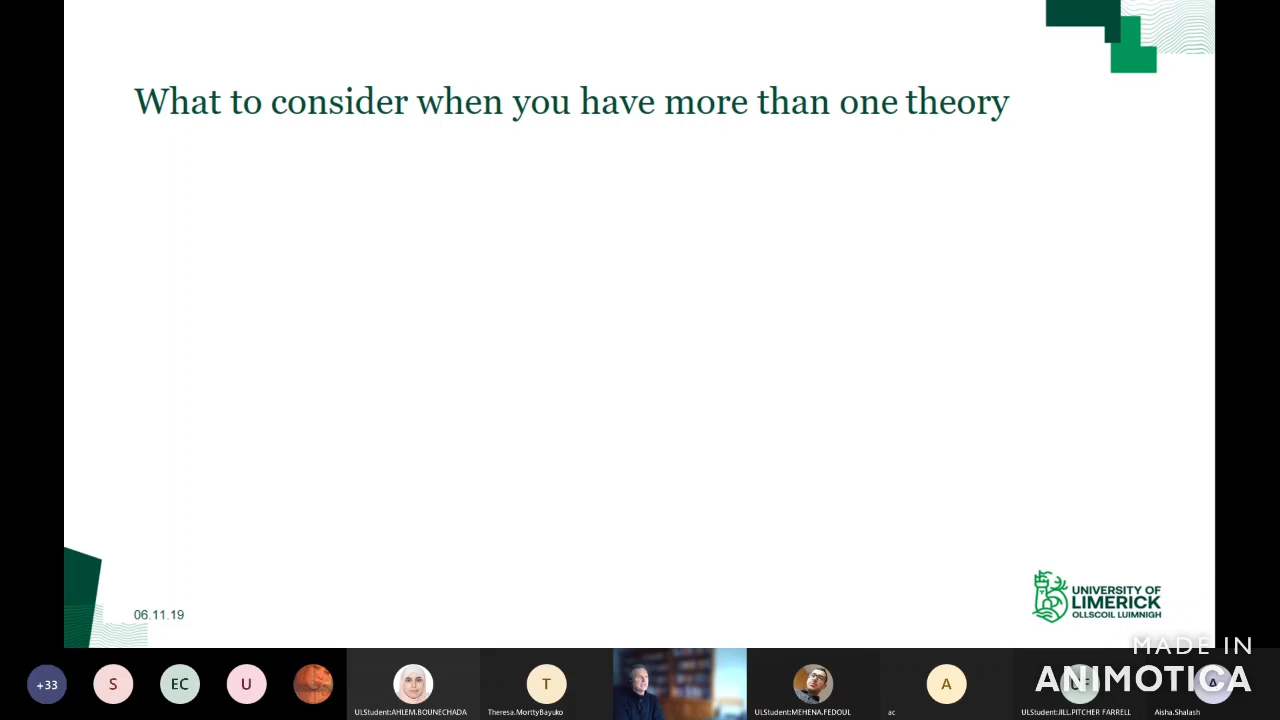 What to consider when you have more than one theory
06.11.19
UNIVERSITY OF
LIMERICK
OLLSCOIL LUIMNIGH
MADE IN
ANIMOTICA
+33
S
EC
U
T
A
A
ULStudent:AHLEM.BOUNECHADA
Theresa.MorttyBayuko
ULStudent:MEHENA.FEDOUL
ac
ULStudent:JILL.PITCHER FARRELL
Aisha.Shalash